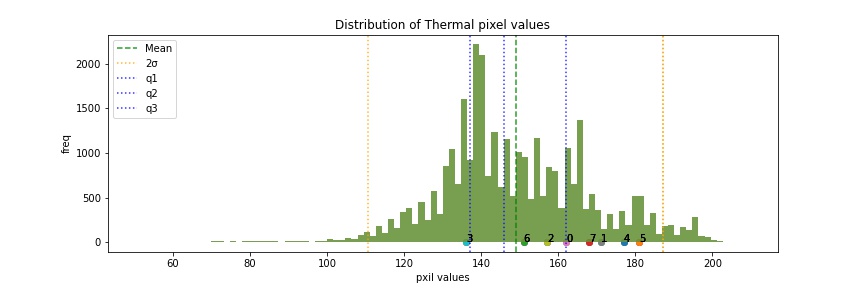 Distribution of Thermal pixel values
Mean
2σ
q1
q2
q3
freq
2000
1500
1000
500
0
3 6 2 0 7 1 4 5
60 80 100 120 140 160 180 200
pxil values